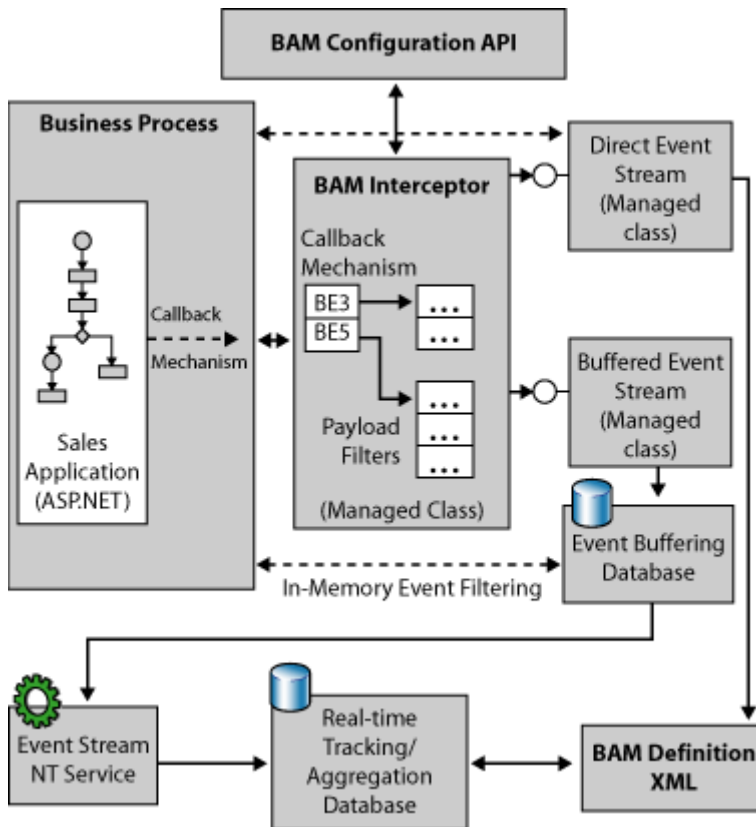 BAM Configuration API
Business Process
Direct Event
Stream
(Managed
class)
BAM Interceptor
Callback
Mechanism
BE3
...
BE5
...
Callback
Mechanism
Buffered Event
Stream
(Managed
class)
...
Payload
Filters
...
...
Sales
Application
(ASP.NET)
(Managed Class)
Event Buffering
Database
In-Memory Event Filtering
Event Stream
NT Service
Real-time
Tracking/
Aggregation
Database
BAM Definition
XML